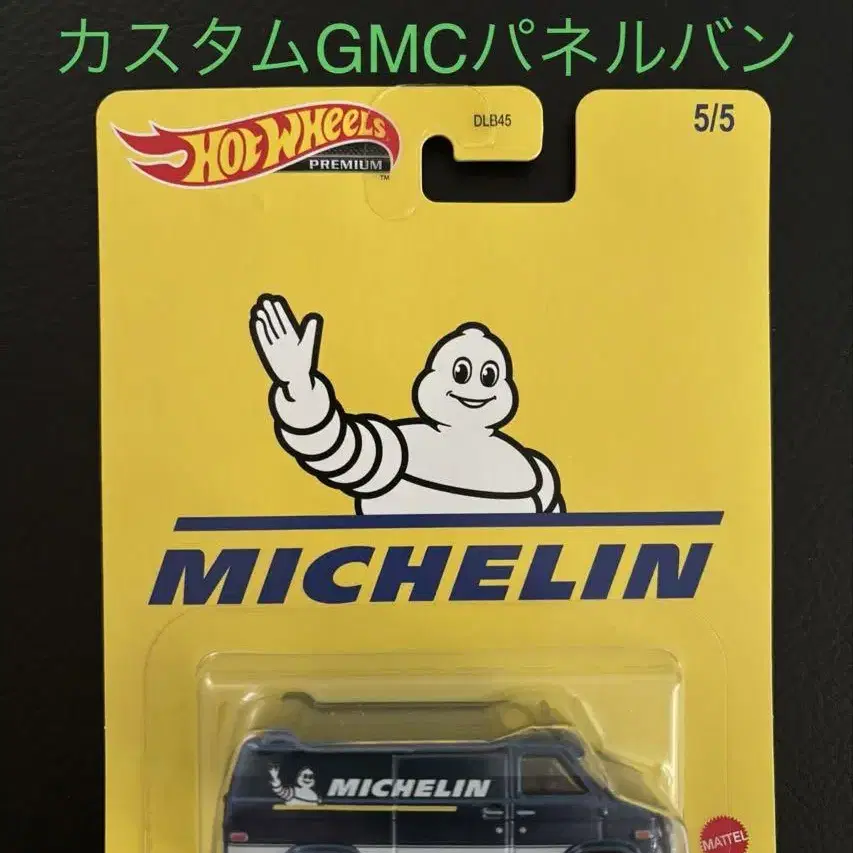 カスタムGMCパネルバン
HOT WHEELS
PREMIUM
TM
DLB45
5/5
MICHELIN
MICHELIN
MATTEL